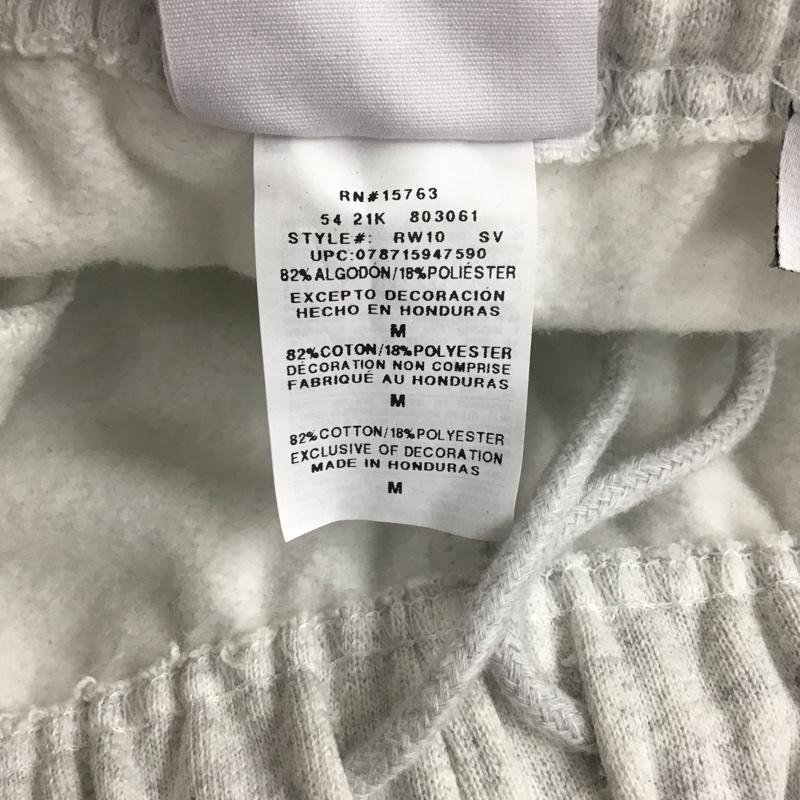 RN#15763
54 21K 803061
STYLE#: RW10 SV
UPC:078715947590
82%ALGODÓN/18%POLIÉSTER
EXCEPTO DECORACIÓN
HECHO EN HONDURAS
M
82%COTON/18%POLYESTER
DÉCORATION NON COMPRISE
FABRIQUÉ AU HONDURAS
M
82%COTTON/18%POLYESTER
EXCLUSIVE OF DECORATION
MADE IN HONDURAS
M